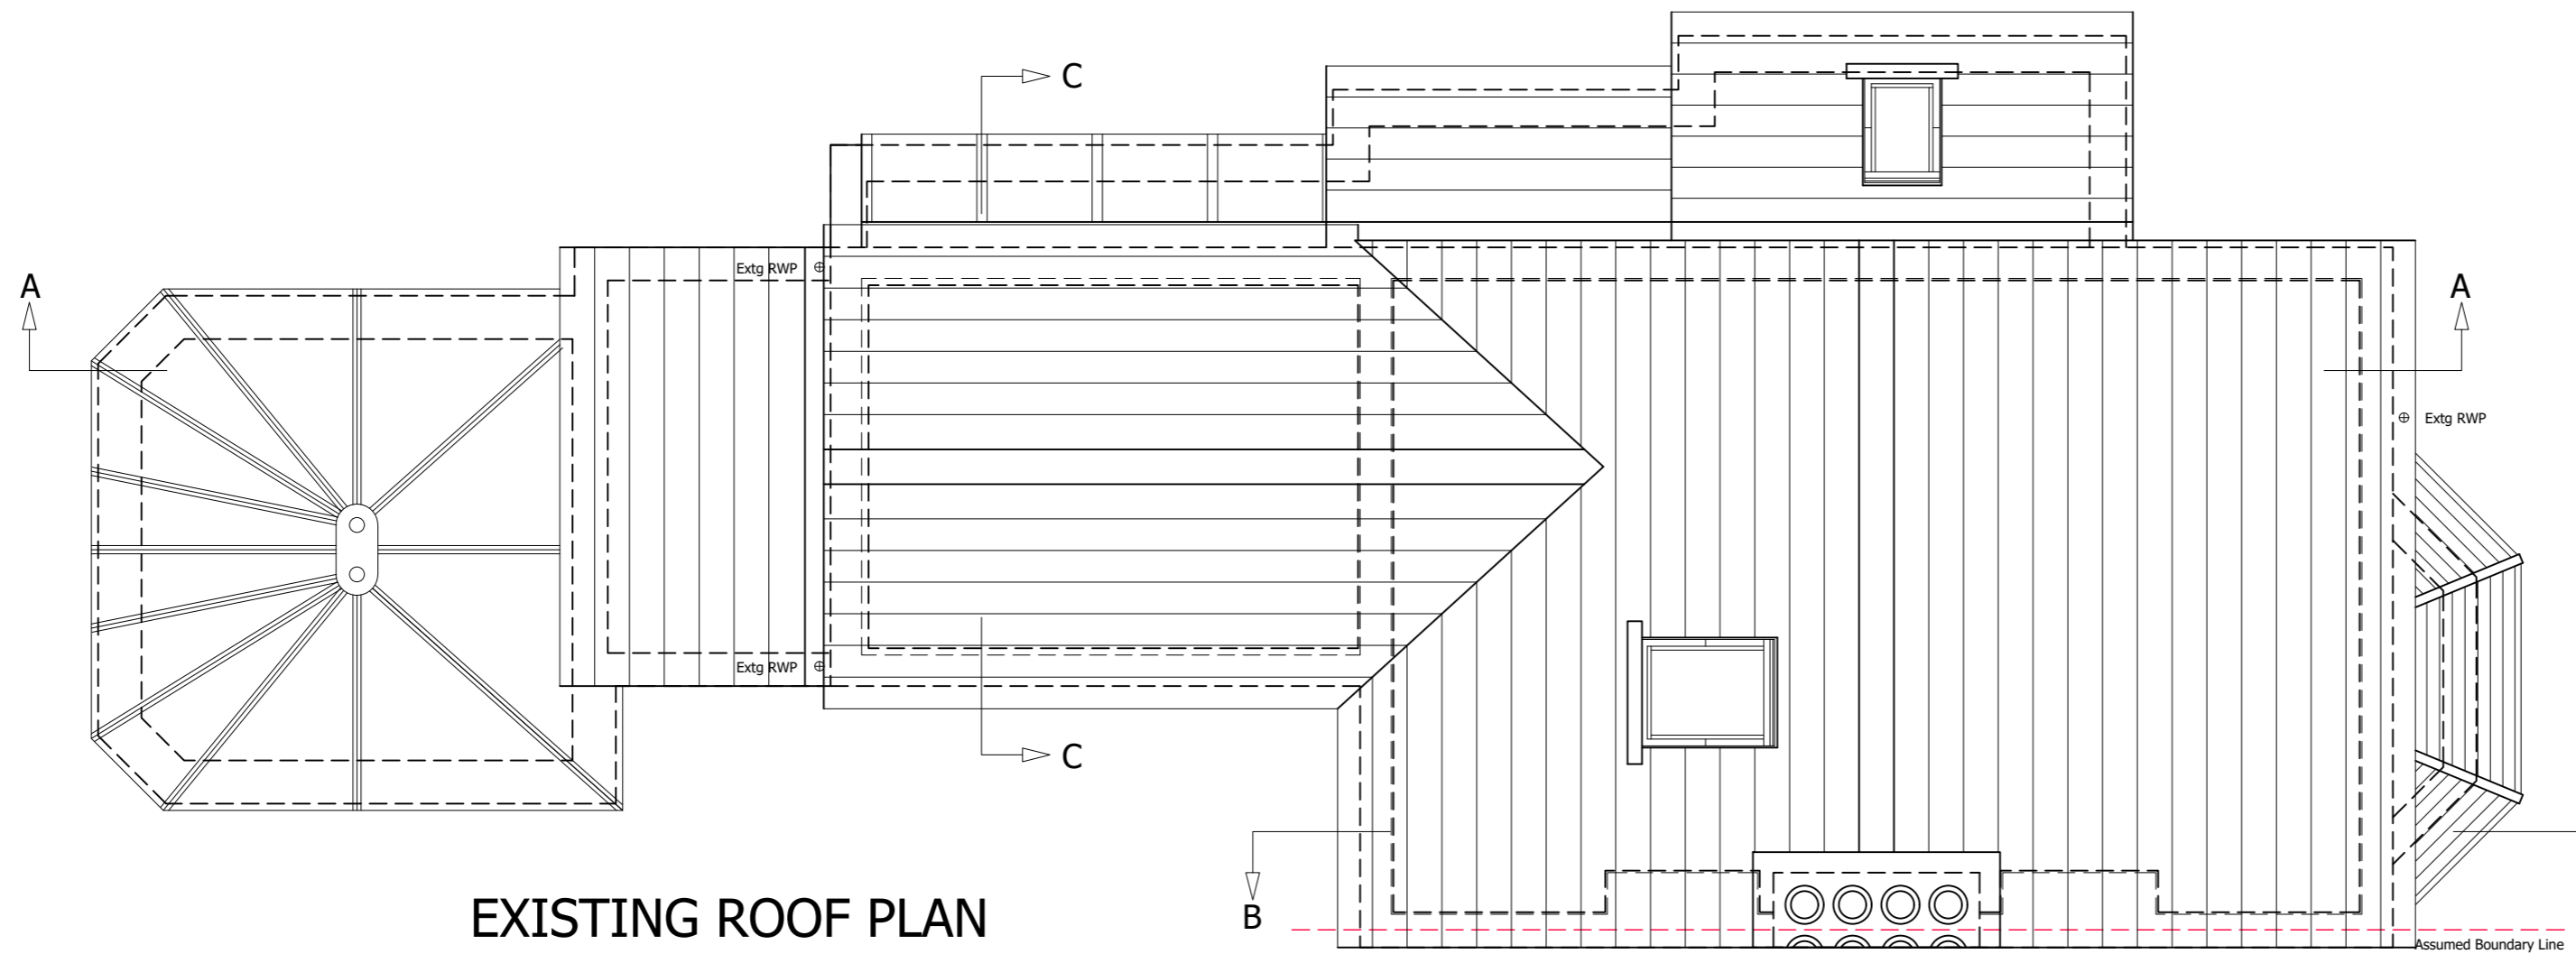 C
A
Extg RWP
A
Extg RWP
Extg RWP
C
B
EXISTING ROOF PLAN
Assumed Boundary Line